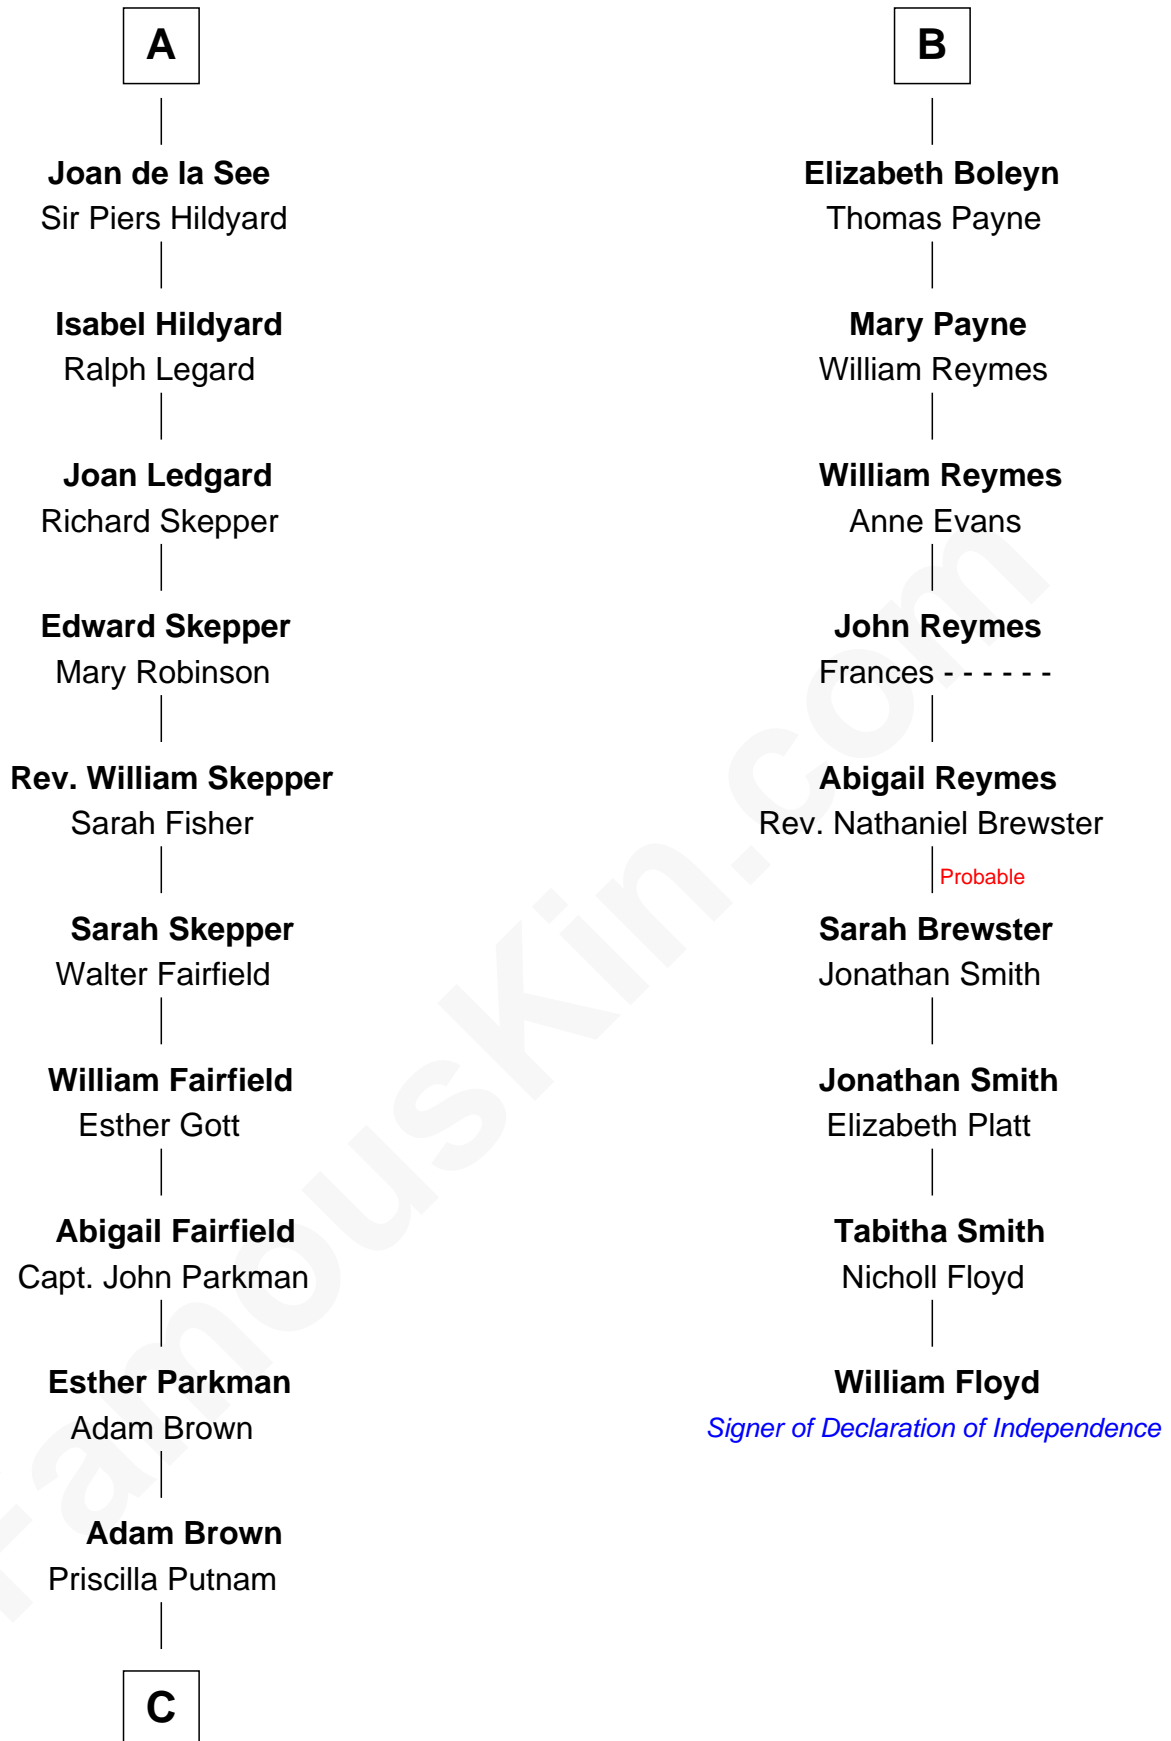 A
Joan de la See
Sir Piers Hildyard
Isabel Hildyard
Ralph Legard
Joan Ledgard
Richard Skepper
Edward Skepper
Mary Robinson
Rev. William Skepper
Sarah Fisher
Sarah Skepper
Walter Fairfield
William Fairfield
Esther Gott
Abigail Fairfield
Capt. John Parkman
Esther Parkman
Adam Brown
Adam Brown
Priscilla Putnam
C
B
Elizabeth Boleyn
Thomas Payne
Mary Payne
William Reymes
William Reymes
Anne Evans
John Reymes
Frances - - - - - -
Abigail Reymes
Rev. Nathaniel Brewster
Probable
Sarah Brewster
Jonathan Smith
Jonathan Smith
Elizabeth Platt
Tabitha Smith
Nicholl Floyd
William Floyd
Signer of Declaration of Independence
FamousKin.com